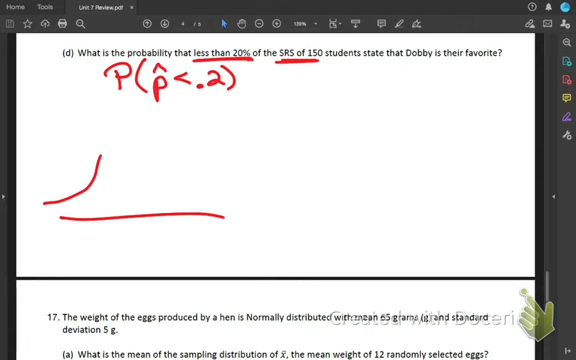 Unit 7 Review.pdf
4 / 5
139%
(d) What is the probability that less than 20% of the SRS of 150 students state that Dobby is their favorite?
P(p̂ < .2)
17. The weight of the eggs produced by a hen is Normally distributed with mean 65 grams (g) and standard
deviation 5 g.
Created with Doceri
(a) What is the mean of the sampling distribution of x̄, the mean weight of 12 randomly selected eggs?